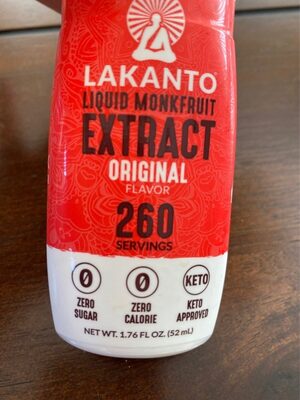 LAKANTO
LIQUID MONKFRUIT
EXTRACT
ORIGINAL
FLAVOR
260
SERVINGS
0 0 KETO
ZERO SUGAR
ZERO CALORIE
KETO APPROVED
NET WT. 1.76 FL OZ. (52 mL)